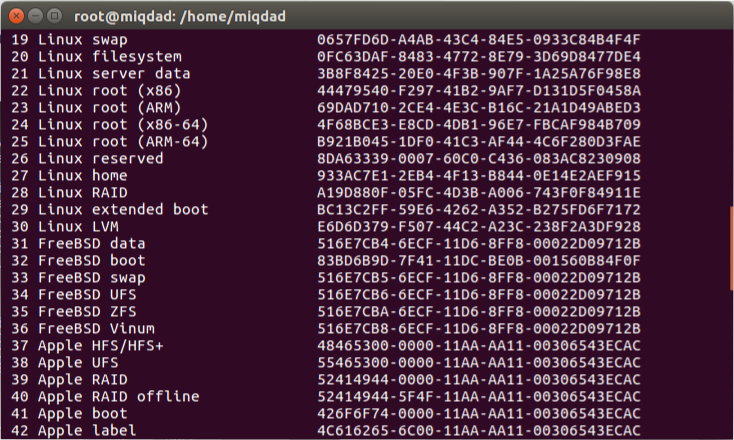 root@miqdad: /home/miqdad
19 Linux swap 0657FD6D-A4AB-43C4-84E5-0933C84B4F4F
20 Linux filesystem 0FC63DAF-8483-4772-8E79-3D69D8477DE4
21 Linux server data 3B8F8425-20E0-4F3B-907F-1A25A76F98E8
22 Linux root (x86) 44479540-F297-41B2-9AF7-D131D5F0458A
23 Linux root (ARM) 69DAD710-2CE4-4E3C-B16C-21A1D49ABED3
24 Linux root (x86-64) 4F68BCE3-E8CD-4DB1-96E7-FBCAF984B709
25 Linux root (ARM-64) B921B045-1DF0-41C3-AF44-4C6F280D3FAE
26 Linux reserved 8DA63339-0007-60C0-C436-083AC8230908
27 Linux home 933AC7E1-2EB4-4F13-B844-0E14E2AEF915
28 Linux RAID A19D880F-05FC-4D3B-A006-743F0F84911E
29 Linux extended boot BC13C2FF-59E6-4262-A352-B275FD6F7172
30 Linux LVM E6D6D379-F507-44C2-A23C-238F2A3DF928
31 FreeBSD data 516E7CB4-6ECF-11D6-8FF8-00022D09712B
32 FreeBSD boot 83BD6B9D-7F41-11DC-BE0B-001560B84F0F
33 FreeBSD swap 516E7CB5-6ECF-11D6-8FF8-00022D09712B
34 FreeBSD UFS 516E7CB6-6ECF-11D6-8FF8-00022D09712B
35 FreeBSD ZFS 516E7CBA-6ECF-11D6-8FF8-00022D09712B
36 FreeBSD Vinum 516E7CB8-6ECF-11D6-8FF8-00022D09712B
37 Apple HFS/HFS+ 48465300-0000-11AA-AA11-00306543ECAC
38 Apple UFS 55465300-0000-11AA-AA11-00306543ECAC
39 Apple RAID 52414944-0000-11AA-AA11-00306543ECAC
40 Apple RAID offline 52414944-5F4F-11AA-AA11-00306543ECAC
41 Apple boot 426F6F74-0000-11AA-AA11-00306543ECAC
42 Apple label 4C616265-6C00-11AA-AA11-00306543ECAC